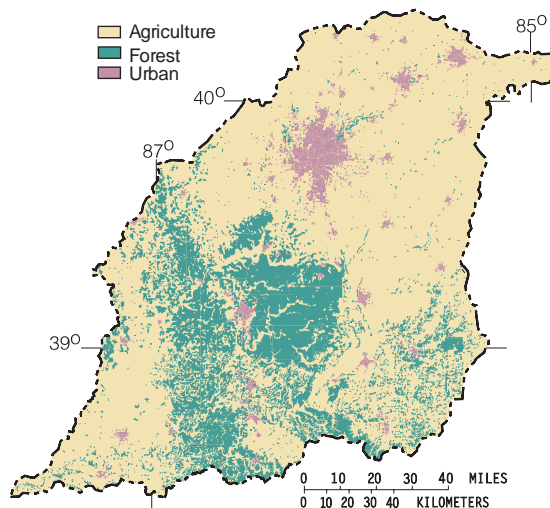 Agriculture
Forest
Urban
85º
40º
87º
39º
0 10 20 30 40 MILES
0 10 20 30 40 KILOMETERS